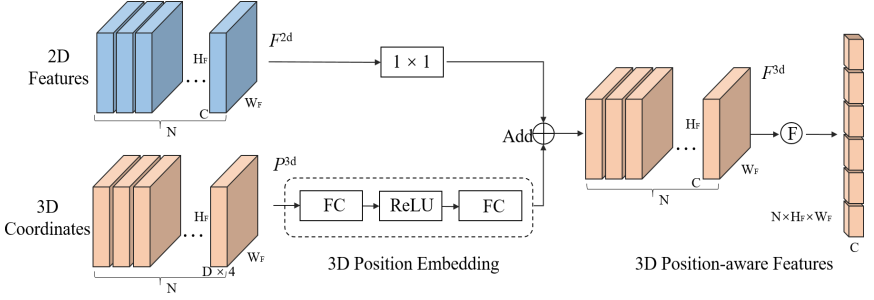 2D
Features
H_F
...
C
W_F
N
F^2d
1 × 1
3D
Coordinates
H_F
...
D × 4
W_F
N
P^3d
FC
ReLU
FC
3D Position Embedding
Add
H_F
...
C
W_F
N
F^3d
F
N×H_F×W_F
C
3D Position-aware Features